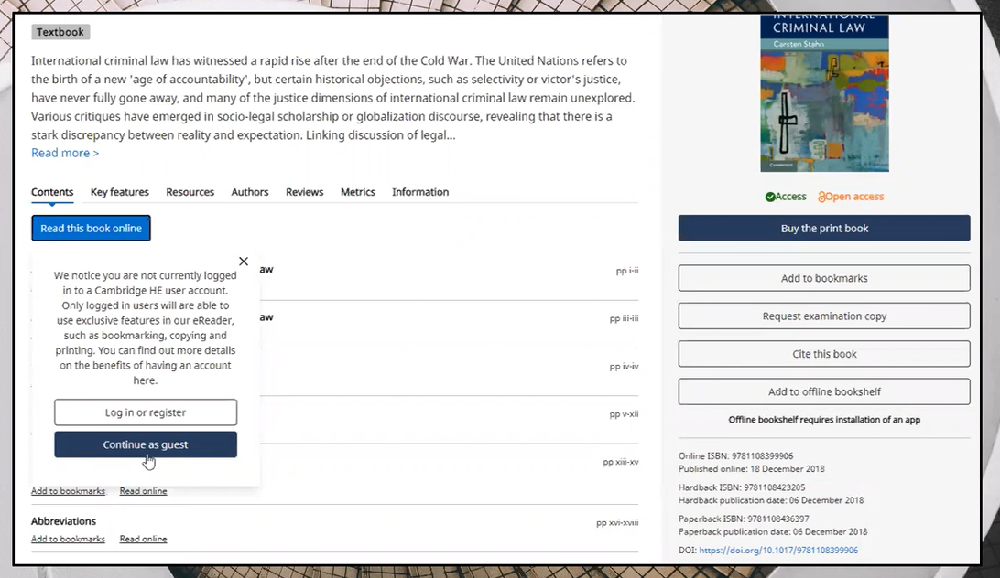 Textbook
International criminal law has witnessed a rapid rise after the end of the Cold War. The United Nations refers to
the birth of a new 'age of accountability', but certain historical objections, such as selectivity or victor's justice,
have never fully gone away, and many of the justice dimensions of international criminal law remain unexplored.
Various critiques have emerged in socio-legal scholarship or globalization discourse, revealing that there is a
stark discrepancy between reality and expectation. Linking discussion of legal...
Read more >
Contents Key features Resources Authors Reviews Metrics Information
Read this book online
We notice you are not currently logged
in to a Cambridge HE user account.
Only logged in users will are able to
use exclusive features in our eReader,
such as bookmarking, copying and
printing. You can find out more details
on the benefits of having an account
here.
Log in or register
Continue as guest
aw pp i-ii
aw pp iii-iii
pp iv-iv
pp v-xii
pp xiii-xv
Add to bookmarks Read online
Abbreviations pp xvi-xviii
Add to bookmarks Read online
INTERNATIONAL
CRIMINAL LAW
Carsten Stahn
Access Open access
Buy the print book
Add to bookmarks
Request examination copy
Cite this book
Add to offline bookshelf
Offline bookshelf requires installation of an app
Online ISBN: 9781108399906
Published online: 18 December 2018
Hardback ISBN: 9781108423205
Hardback publication date: 06 December 2018
Paperback ISBN: 9781108436397
Paperback publication date: 06 December 2018
DOI: https://doi.org/10.1017/9781108399906